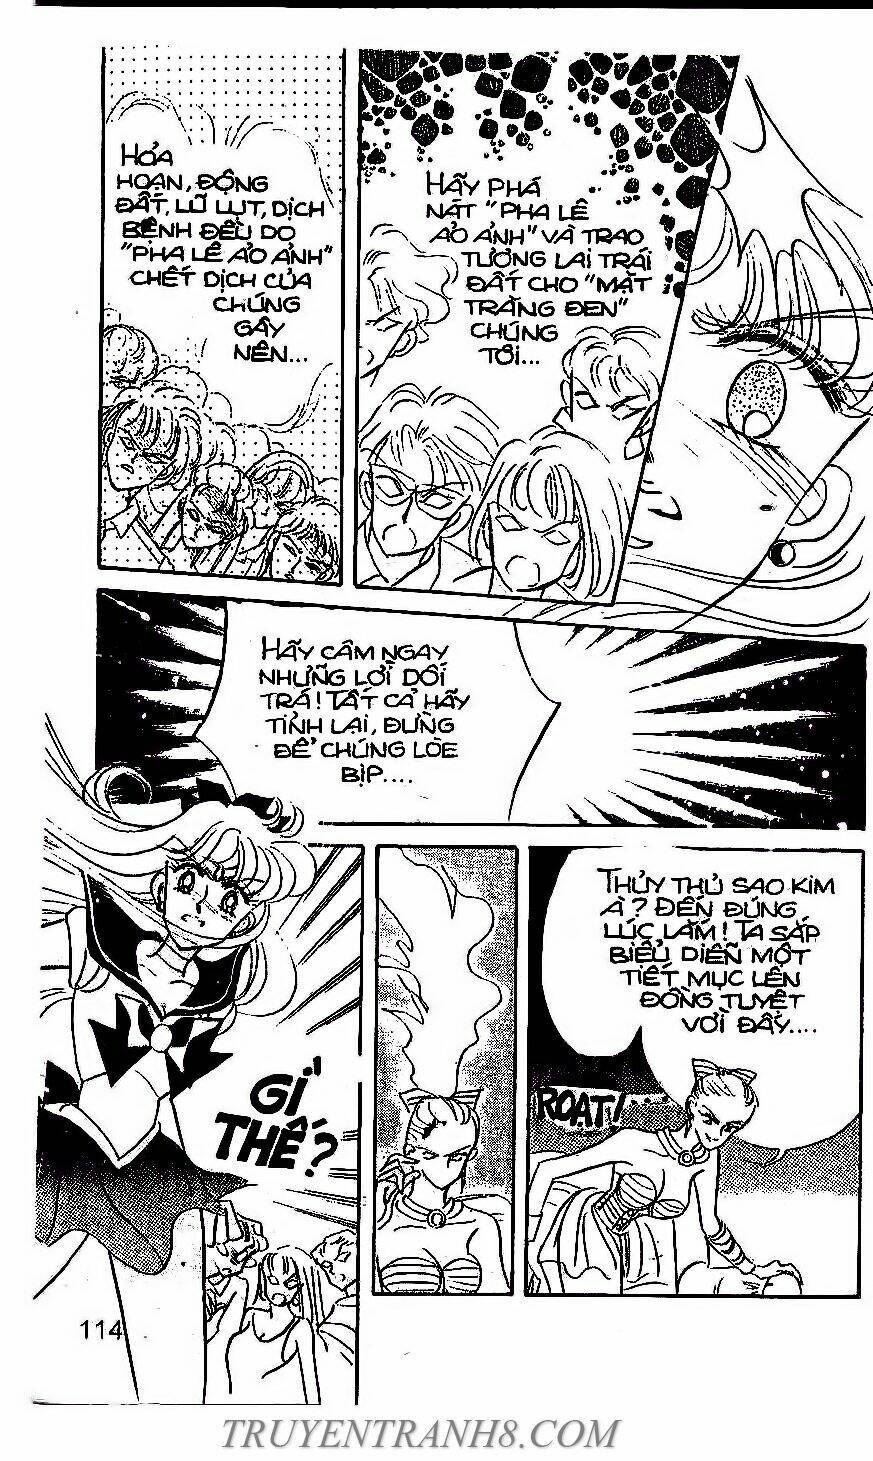 HỎA
HOẠN, ĐỘNG
ĐẤT, LŨ LỤT, DỊCH
BỆNH ĐỀU DO
"PHA LÊ ẢO ẢNH"
CHẾT DỊCH CỦA
CHÚNG
GÂY
NÊN...
HÃY PHÁ
NÁT "PHA LÊ
ẢO ẢNH" VÀ TRAO
TƯƠNG LAI TRÁI
ĐẤT CHO "MẶT
TRĂNG ĐEN"
CHÚNG
TÔI...
HÃY CÂM NGAY
NHỮNG LỜI DỐI
TRÁ! TẤT CẢ HÃY
TỈNH LẠI, ĐỪNG
ĐỂ CHÚNG LÒE
BỊP....
GÌ
THẾ?
THỦY THỦ SAO KIM
À? ĐẾN ĐÚNG
LÚC LẮM! TA SẮP
BIỂU DIỄN MỘT
TIẾT MỤC LÊN
ĐỒNG TUYỆT
VỜI ĐÂY....
ROẠT!
114
TRUYENTRANH8.COM